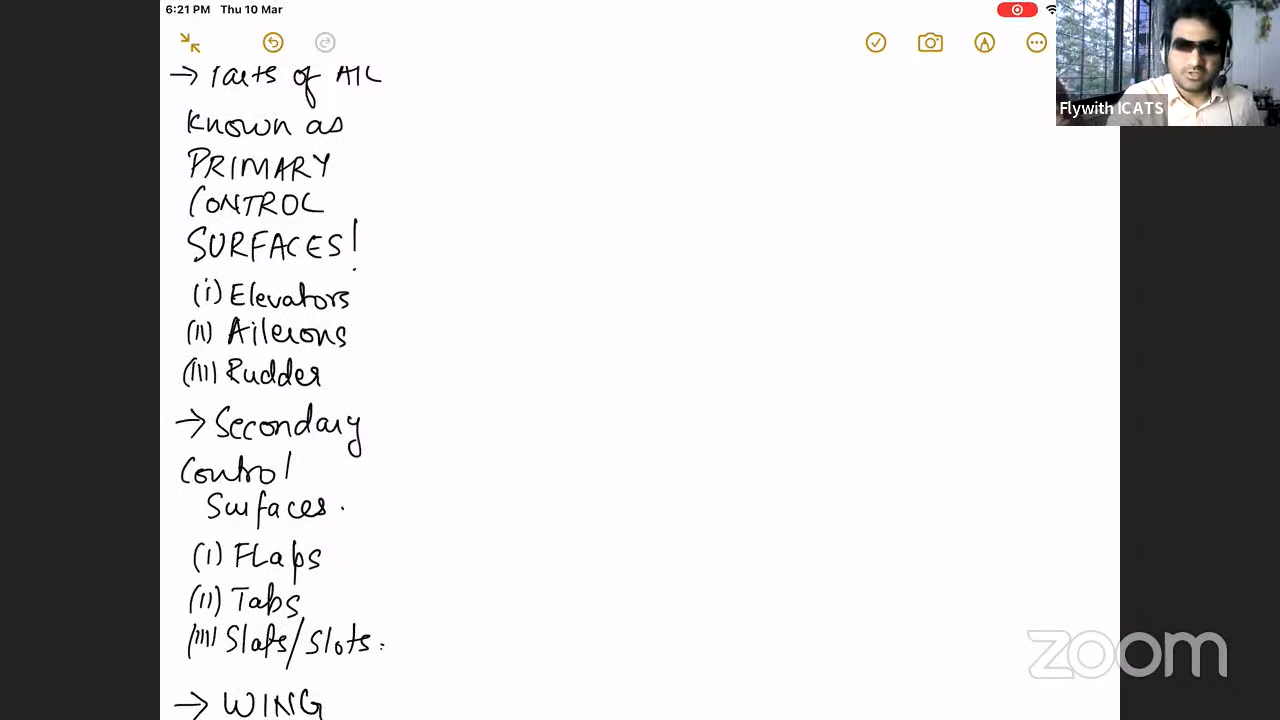 6:21 PM Thu 10 Mar
→ Parts of A/C
Known as
PRIMARY
CONTROL
SURFACES!
(i) Elevators
(II) Ailerons
(III) Rudder
→ Secondary
Control
Surfaces.
(I) FLaps
(II) Tabs
(III) Slats/Slots.
→ WING
Flywith ICATS
zoom